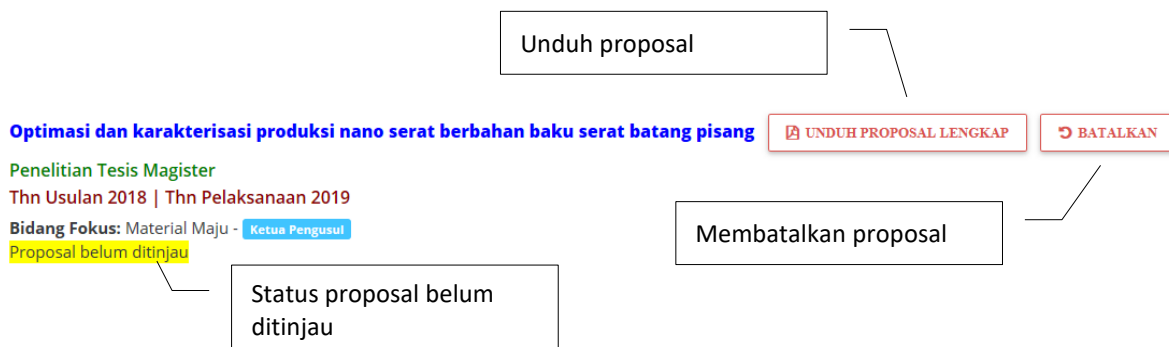 Unduh proposal
Optimasi dan karakterisasi produksi nano serat berbahan baku serat batang pisang
UNDUH PROPOSAL LENGKAP
BATALKAN
Penelitian Tesis Magister
Thn Usulan 2018 | Thn Pelaksanaan 2019
Bidang Fokus: Material Maju - Ketua Pengusul
Proposal belum ditinjau
Membatalkan proposal
Status proposal belum
ditinjau